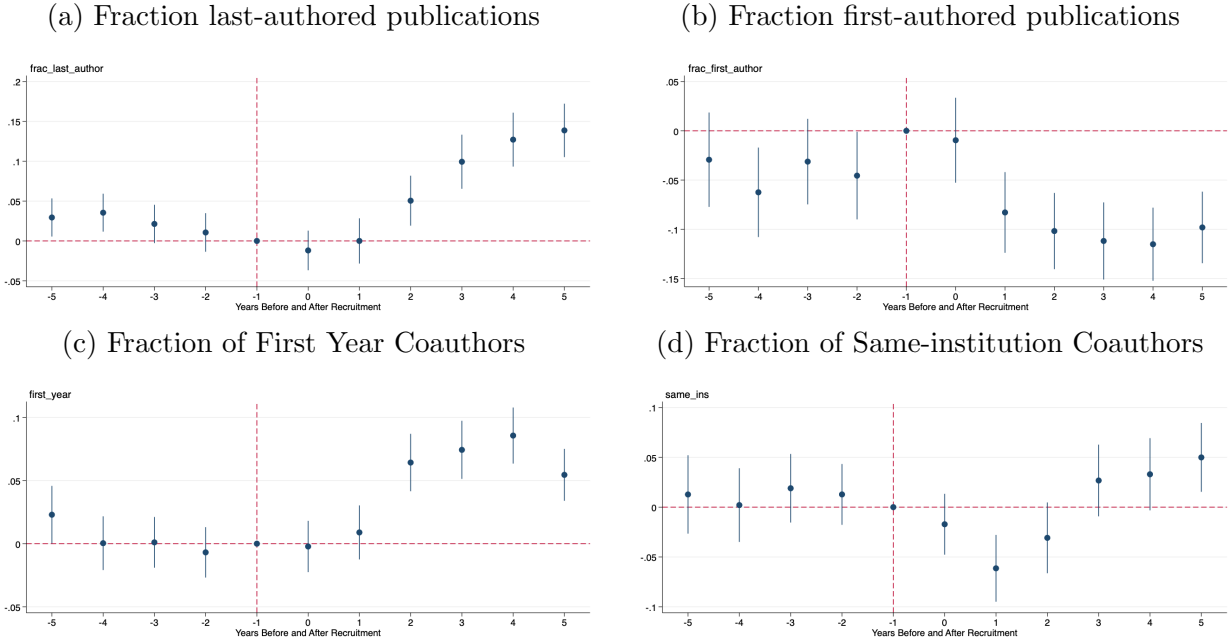 (a) Fraction last-authored publications
frac_last_author
.2
.15
.1
.05
0
-.05
-5 -4 -3 -2 -1 0 1 2 3 4 5
Years Before and After Recruitment
(b) Fraction first-authored publications
frac_first_author
.05
0
-.05
-.1
-.15
-5 -4 -3 -2 -1 0 1 2 3 4 5
Years Before and After Recruitment
(c) Fraction of First Year Coauthors
first_year
.1
.05
0
-.05
-5 -4 -3 -2 -1 0 1 2 3 4 5
Years Before and After Recruitment
(d) Fraction of Same-institution Coauthors
same_ins
.1
.05
0
-.05
-.1
-5 -4 -3 -2 -1 0 1 2 3 4 5
Years Before and After Recruitment